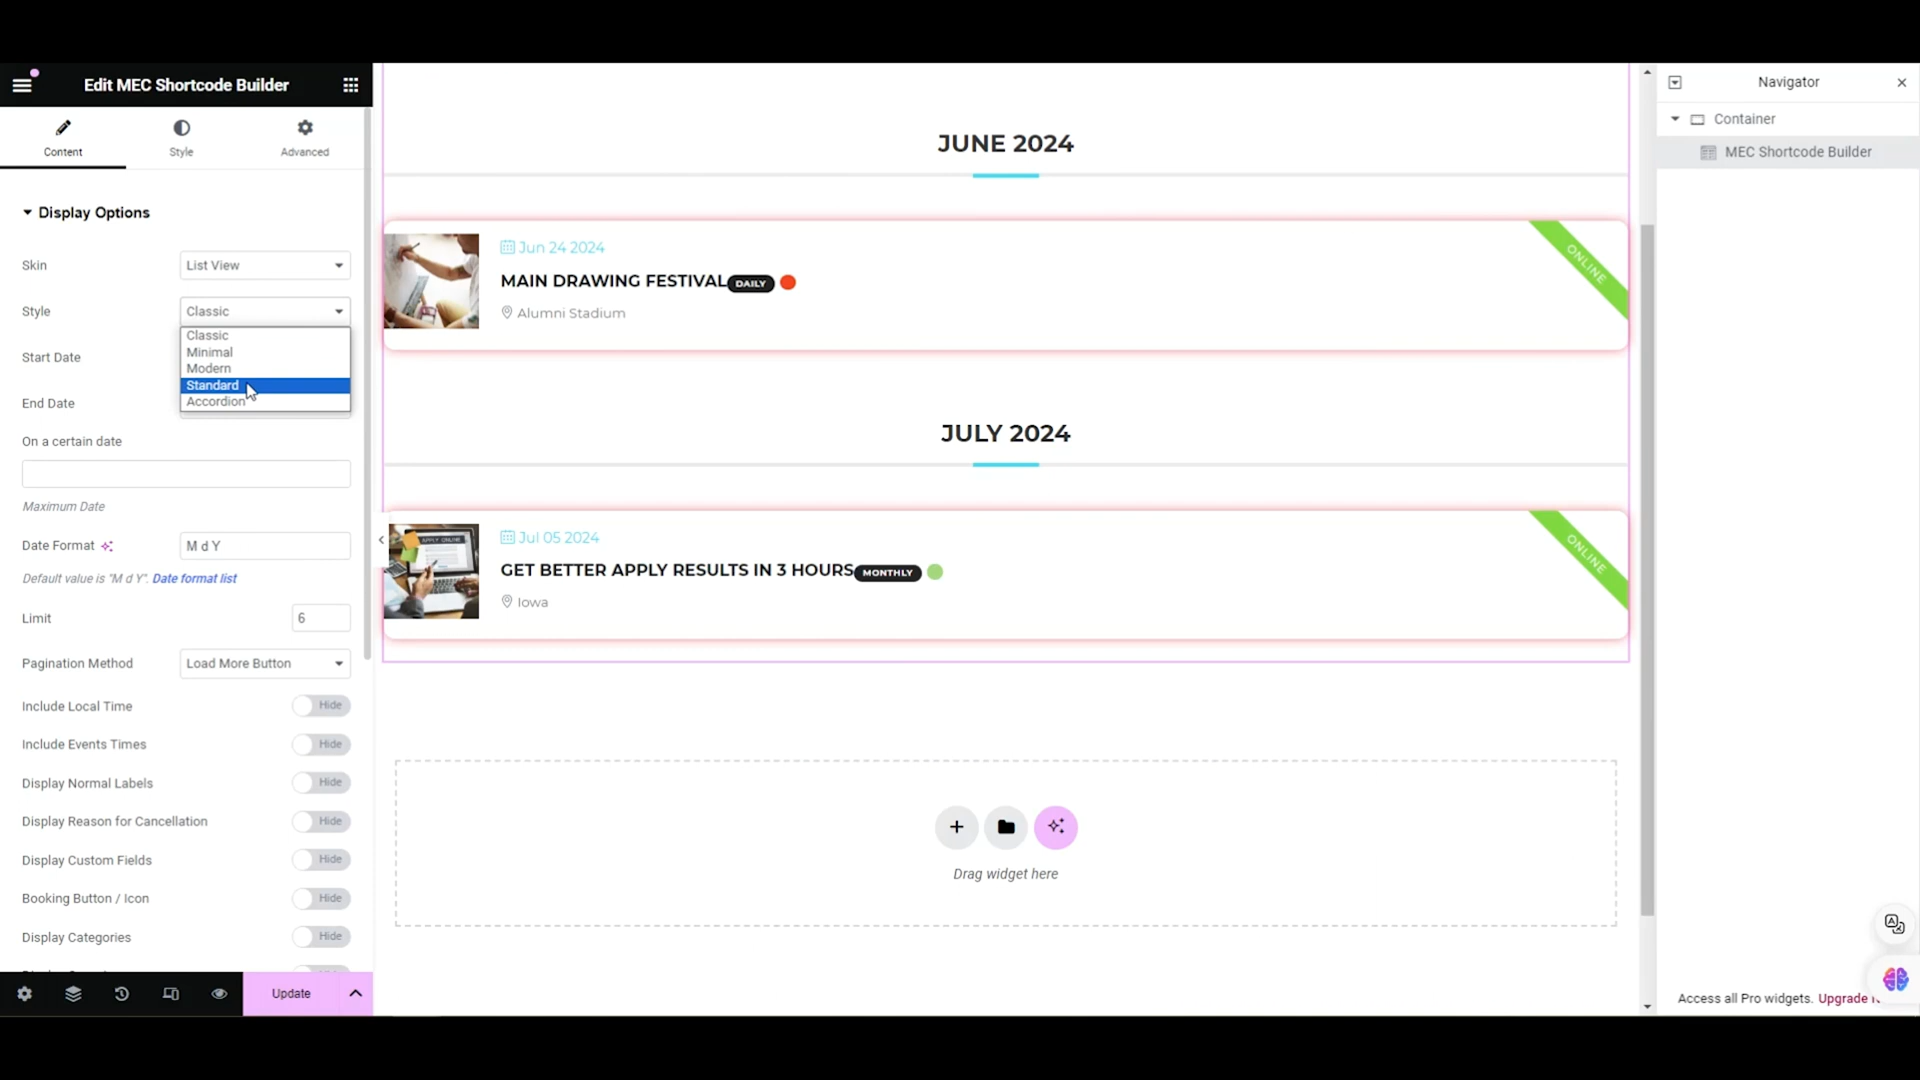 Edit MEC Shortcode Builder
Content
Style
Advanced
Display Options
Skin
List View
Style
Classic
Classic
Minimal
Modern
Standard
Accordion
Start Date
End Date
On a certain date
Maximum Date
Date Format
M d Y
Default value is "M d Y". Date format list
Limit
6
Pagination Method
Load More Button
Include Local Time
Hide
Include Events Times
Hide
Display Normal Labels
Hide
Display Reason for Cancellation
Hide
Display Custom Fields
Hide
Booking Button / Icon
Hide
Display Categories
Hide
Update
JUNE 2024
Jun 24 2024
MAIN DRAWING FESTIVAL DAILY
Alumni Stadium
ONLINE
JULY 2024
APPLY ONLINE
Jul 05 2024
GET BETTER APPLY RESULTS IN 3 HOURS MONTHLY
Iowa
ONLINE
Drag widget here
Navigator
Container
MEC Shortcode Builder
Access all Pro widgets. Upgrade